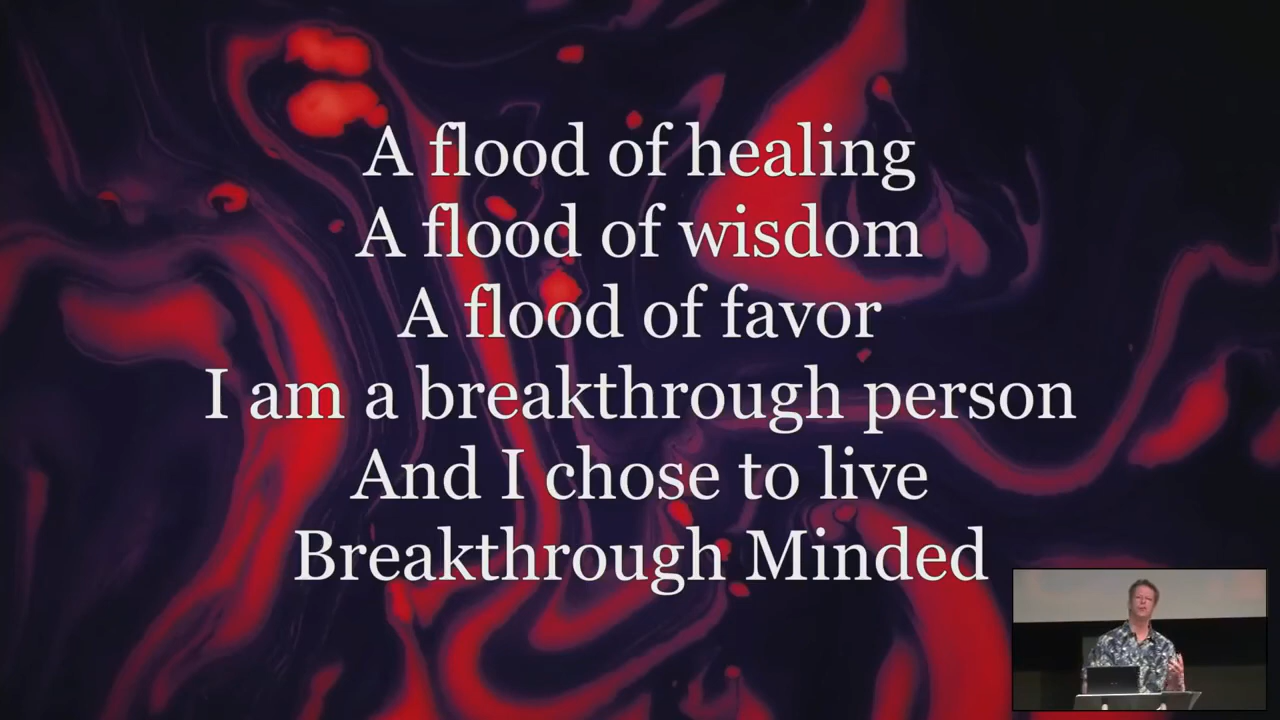 A flood of healing
A flood of wisdom
A flood of favor
I am a breakthrough person
And I chose to live
Breakthrough Minded